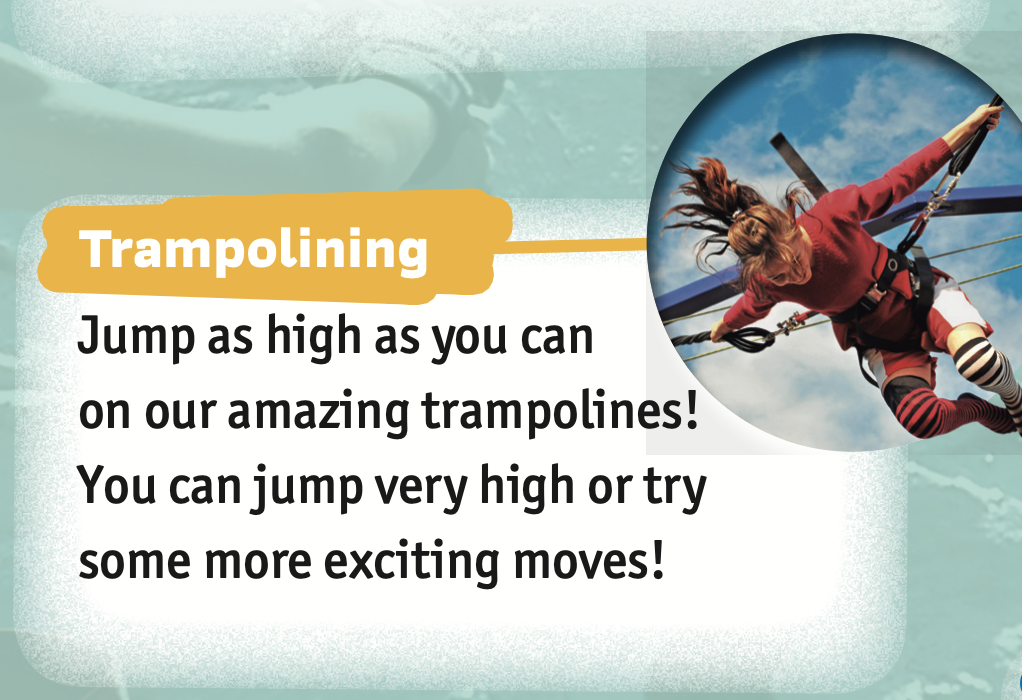 Trampolining
Jump as high as you can
on our amazing trampolines!
You can jump very high or try
some more exciting moves!